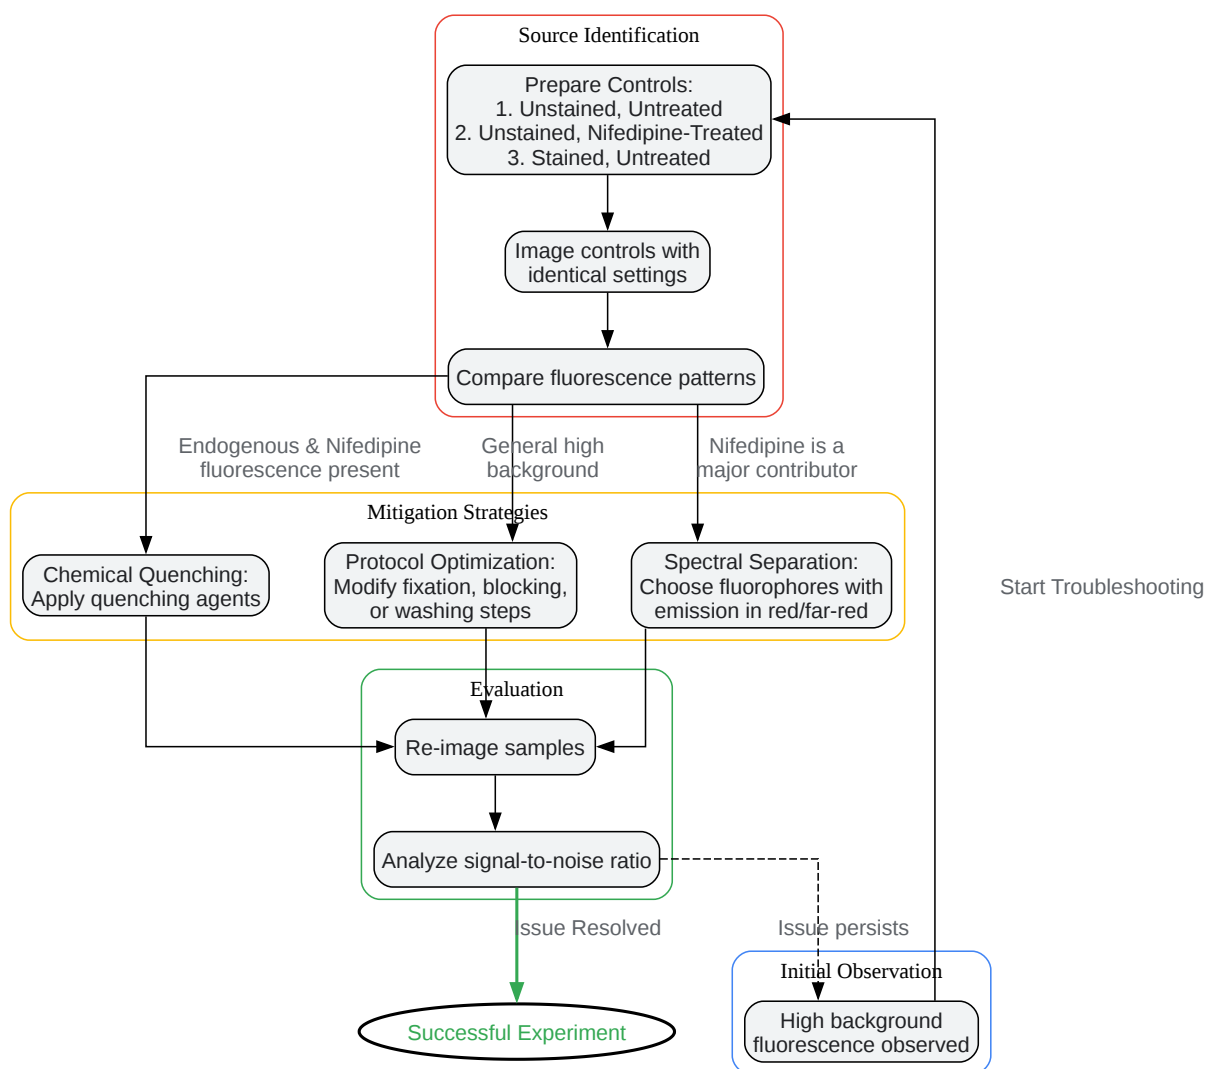 Source Identification
Prepare Controls:
1. Unstained, Untreated
2. Unstained, Nifedipine-Treated
3. Stained, Untreated
Image controls with
identical settings
Compare fluorescence patterns
Endogenous & Nifedipine
fluorescence present
General high
background
Nifedipine is a
major contributor
Mitigation Strategies
Chemical Quenching:
Apply quenching agents
Protocol Optimization:
Modify fixation, blocking,
or washing steps
Spectral Separation:
Choose fluorophores with
emission in red/far-red
Start Troubleshooting
Evaluation
Re-image samples
Analyze signal-to-noise ratio
Issue Resolved
Issue persists
Initial Observation
High background
fluorescence observed
Successful Experiment